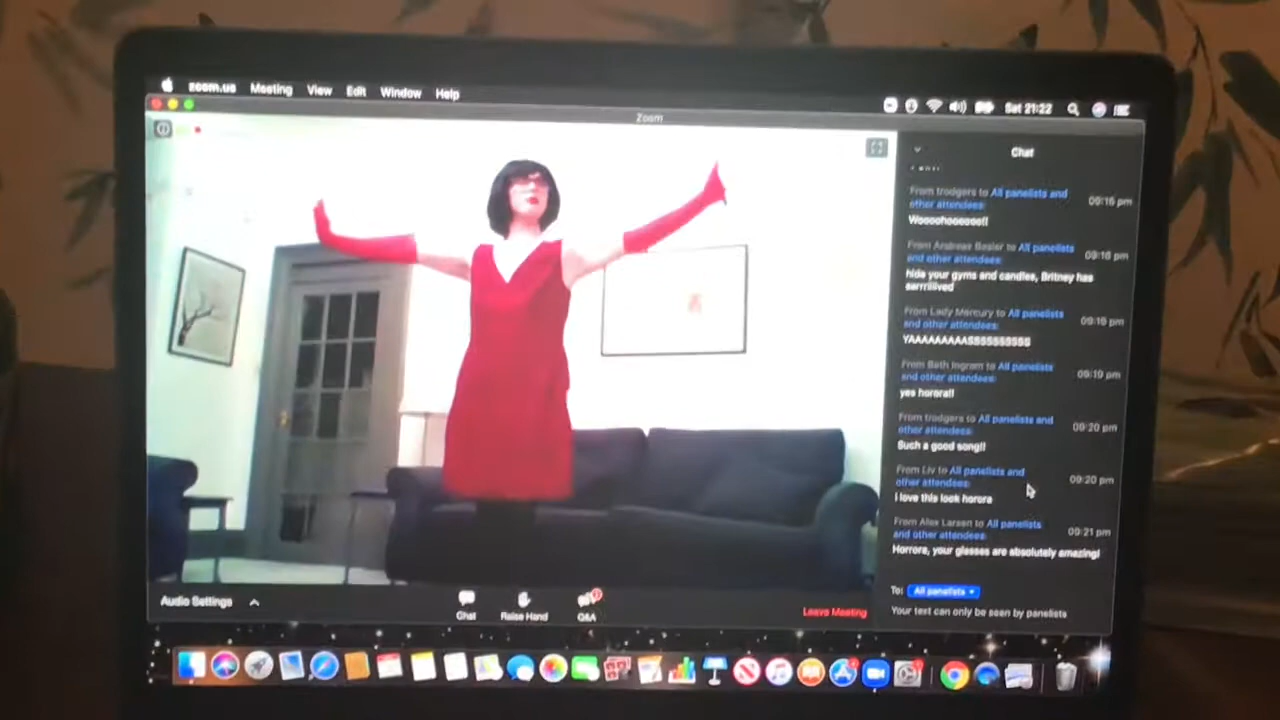 zoom.us Meeting View Edit Window Help
Sat 21:22
Zoom
Chat
From trodgers to All panelists and
other attendees:
09:16 pm
Woooohoooooo!!
From Andreas Besler to All panelists
and other attendees:
09:16 pm
hide your gyms and candles, Britney has
aarrriiived
From Lady Mercury to All panelists
and other attendees:
09:16 pm
YAAAAAAAAASSSSSSSSSS
From Beth Ingram to All panelists
and other attendees:
09:19 pm
yes horora!!
From trodgers to All panelists and
other attendees:
09:20 pm
Such a good song!!
From Liv to All panelists and
other attendees:
09:20 pm
I love this look horora
From Alex Larsen to All panelists
and other attendees:
09:21 pm
Horrora, your glasses are absolutely amazing!
To: All panelists
Your text can only be seen by panelists
Audio Settings
Chat
Raise Hand
Q&A
Leave Meeting